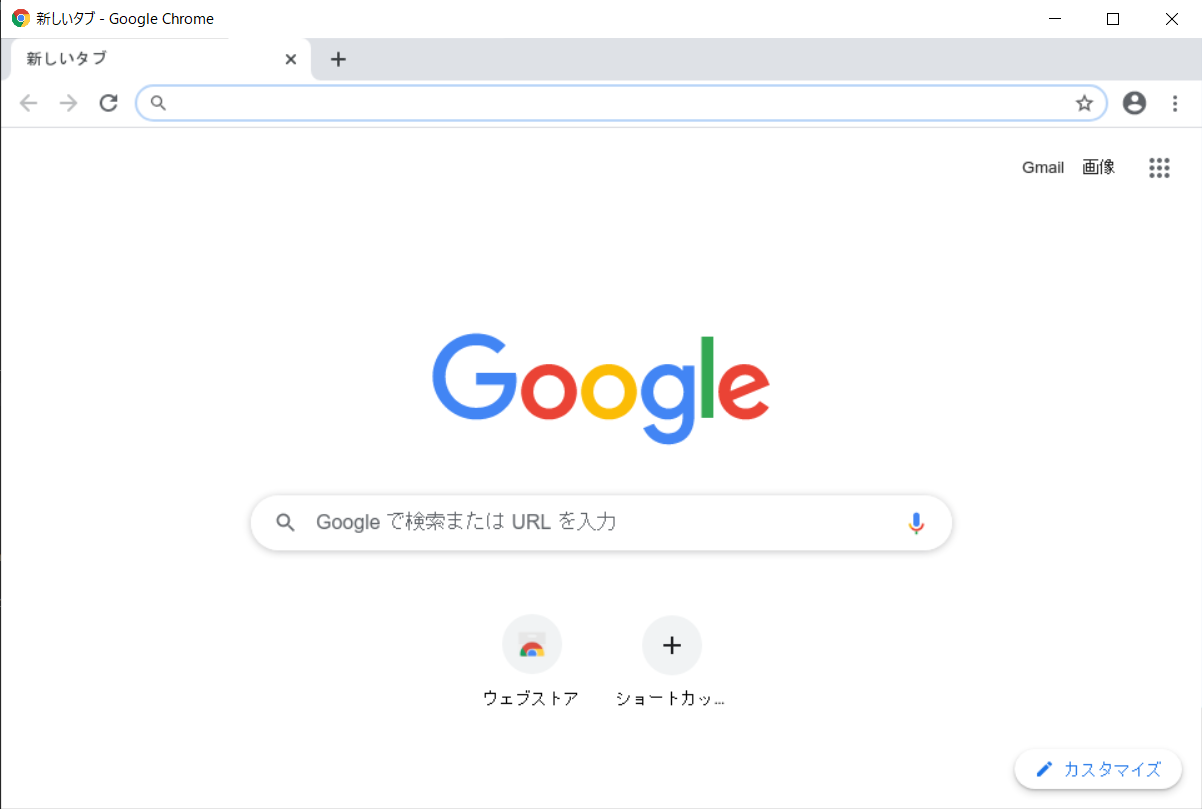 新しいタブ - Google Chrome
新しいタブ
Gmail 画像
Google
Google で検索または URL を入力
ウェブストア ショートカッ...
カスタマイズ